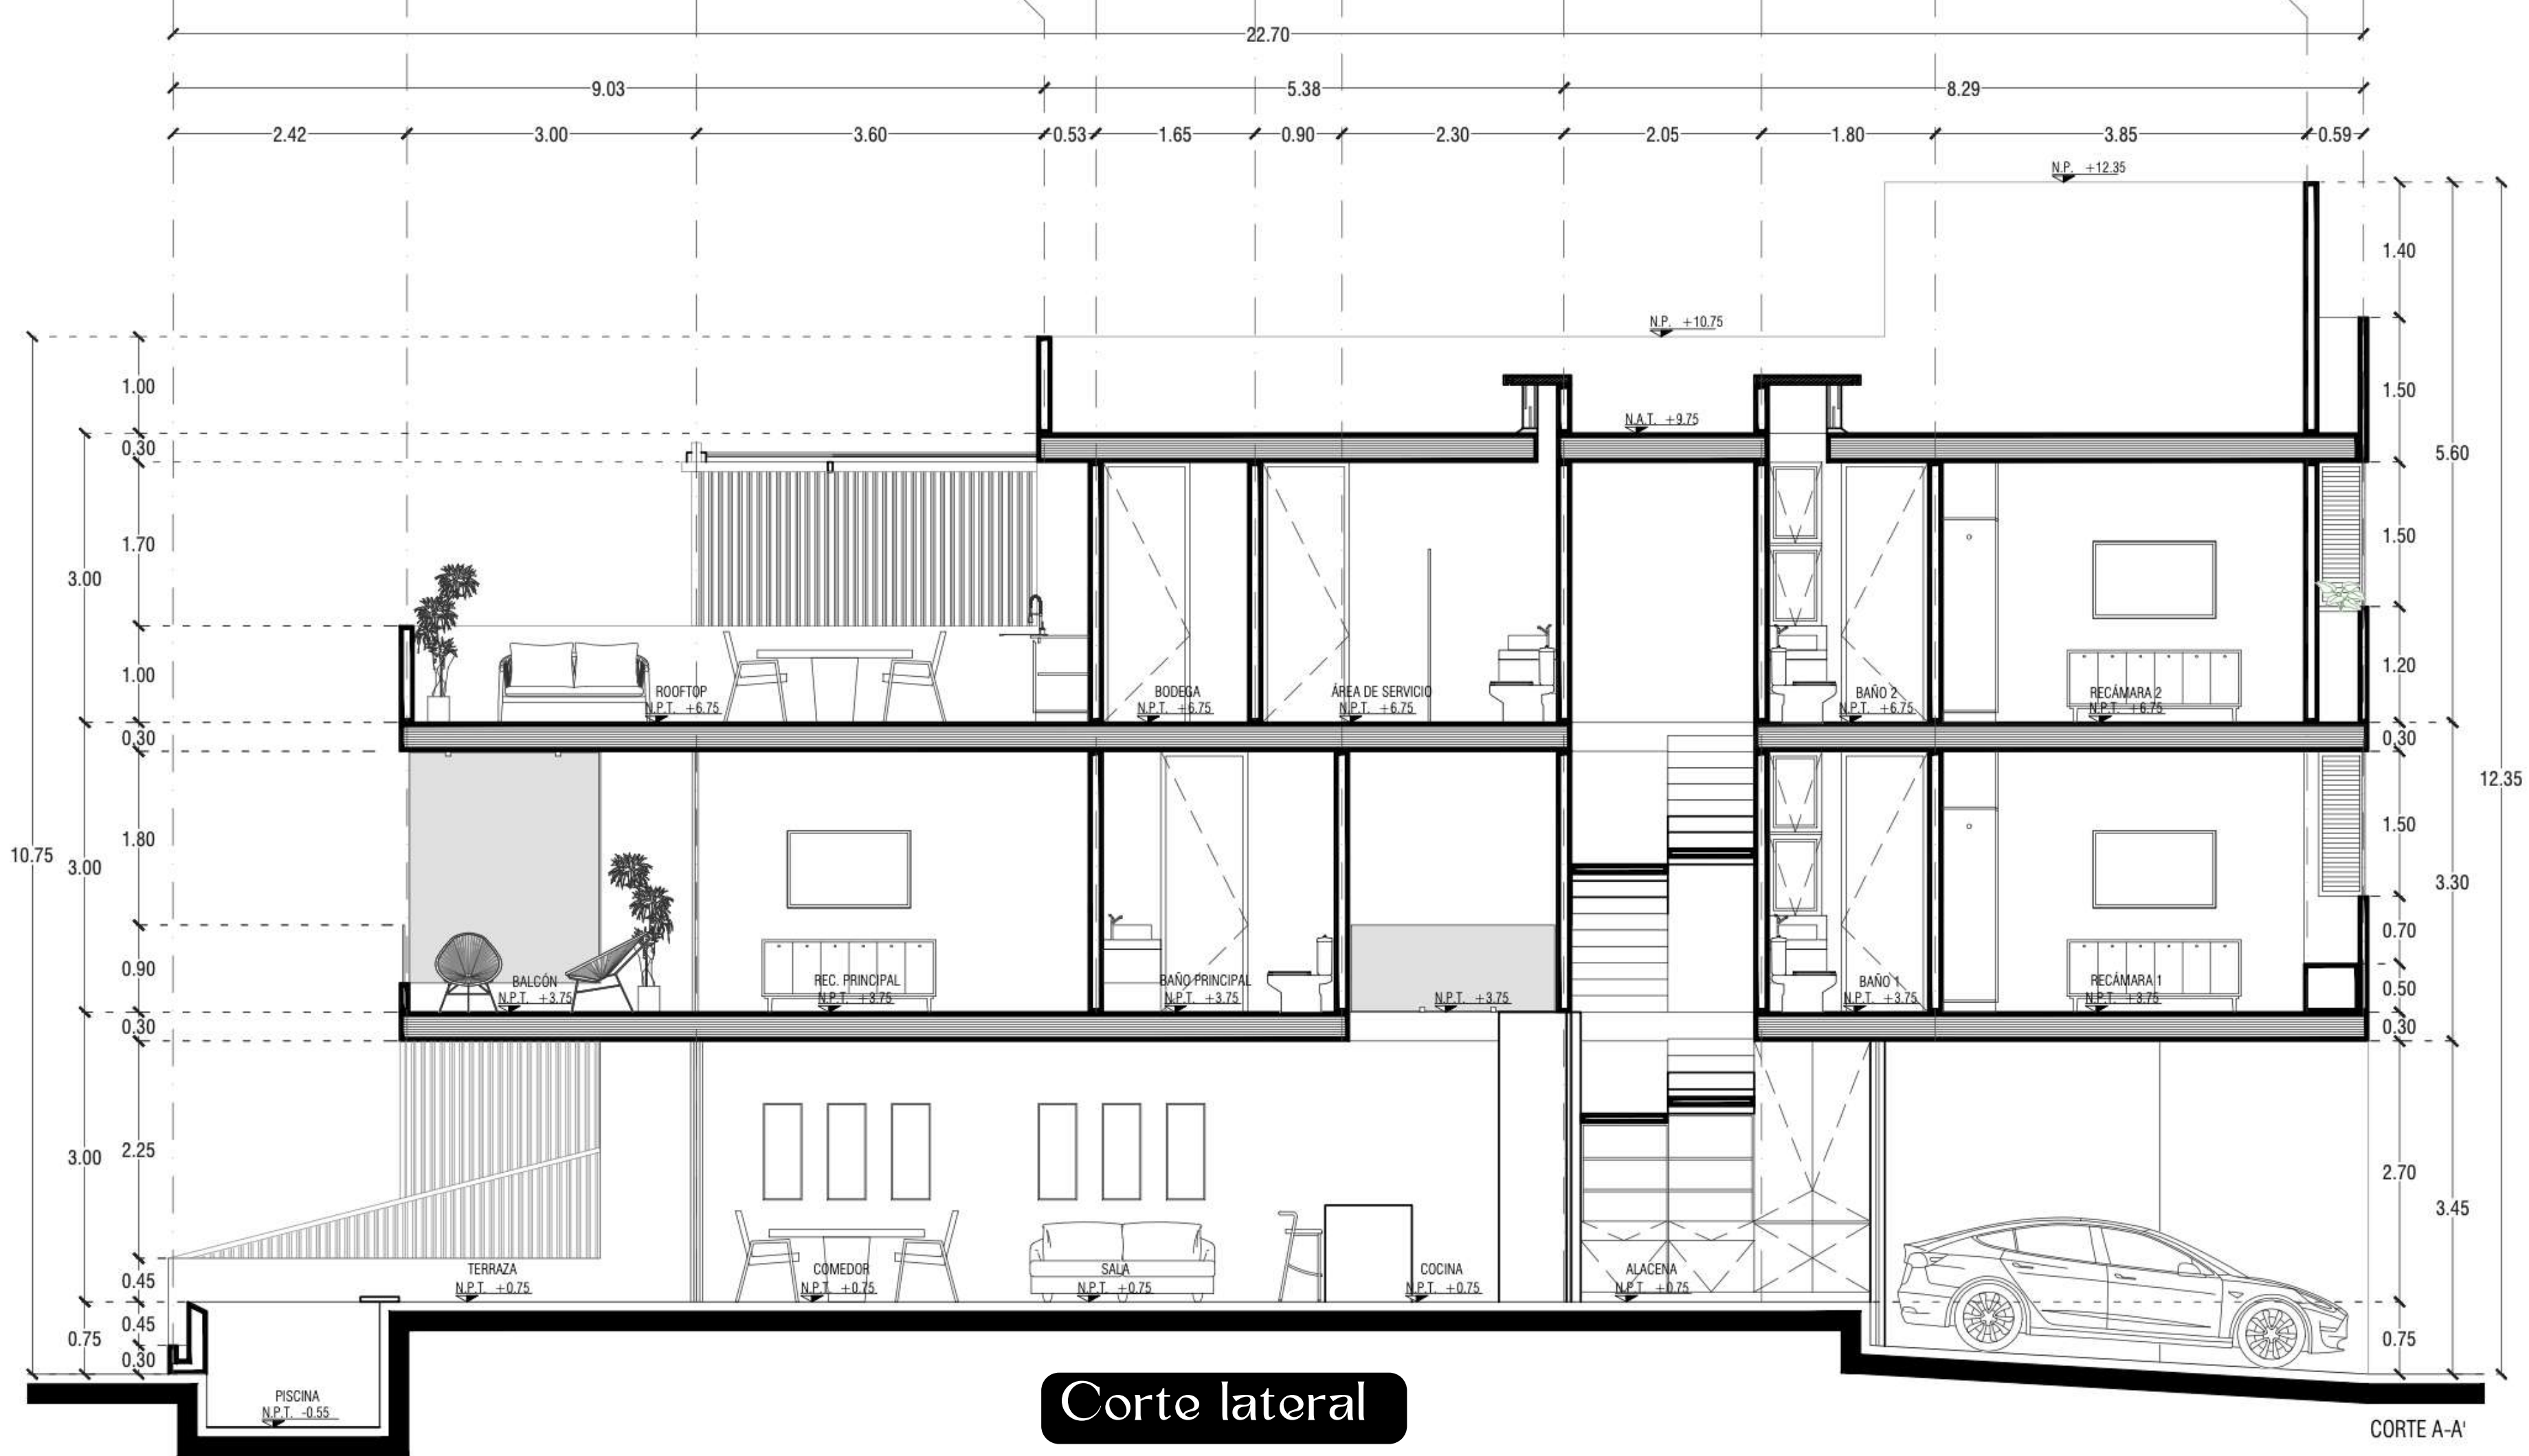 22.70
9.03 5.38 8.29
2.42 3.00 3.60 0.53 1.65 0.90 2.30 2.05 1.80 3.85 0.59
N.P. +12.35
1.40
N.P. +10.75
1.00
1.50
N.A.T. +9.75
0.30
5.60
1.70
1.50
3.00
1.00
1.20
ROOFTOP
N.P.T. +6.75
BODEGA
N.P.T. +6.75
ÁREA DE SERVICIO
N.P.T. +6.75
BAÑO 2
N.P.T. +6.75
RECÁMARA 2
N.P.T. +6.75
0.30
0.30
12.35
1.80
1.50
10.75
3.00
3.30
0.70
0.90
0.50
BALCÓN
N.P.T. +3.75
REC. PRINCIPAL
N.P.T. +3.75
BAÑO PRINCIPAL
N.P.T. +3.75
N.P.T. +3.75
BAÑO 1
N.P.T. +3.75
RECÁMARA 1
N.P.T. +3.75
0.30
0.30
3.00
2.25
2.70
3.45
TERRAZA
N.P.T. +0.75
COMEDOR
N.P.T. +0.75
SALA
N.P.T. +0.75
COCINA
N.P.T. +0.75
ALACENA
N.P.T. +0.75
0.45
0.45
0.75
0.30
0.75
PISCINA
N.P.T. -0.55
Corte lateral
CORTE A-A'